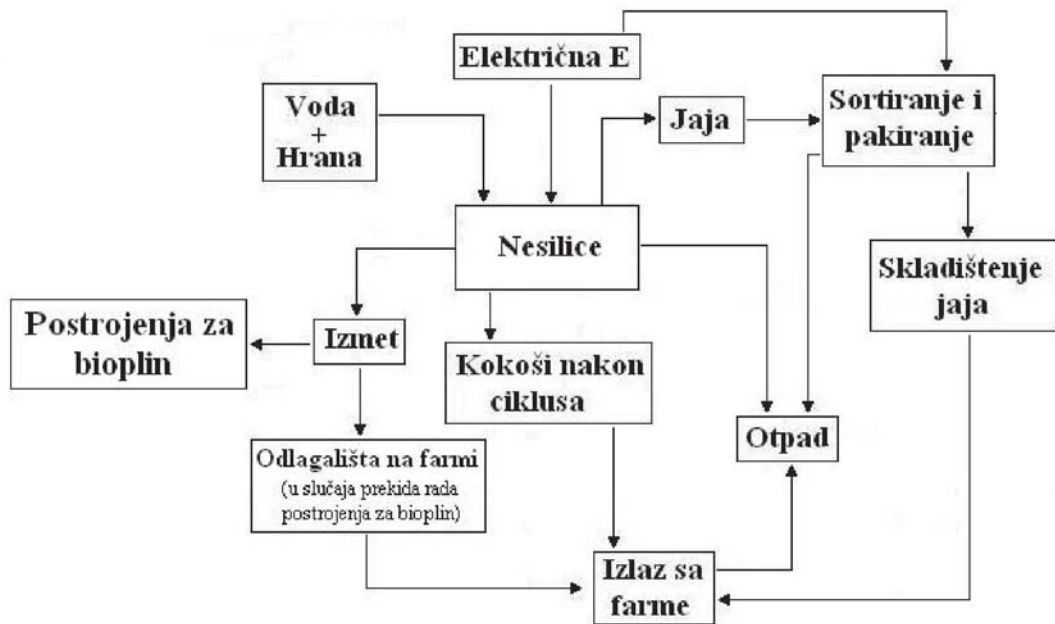 Električna E
Voda
+
Hrana
Jaja
Sortiranje i
pakiranje
Nesilice
Skladištenje
jaja
Postrojenja za
bioplin
Izmet
Kokoši nakon
ciklusa
Otpad
Odlagališta na farmi
(u slučaja prekida rada
postrojenja za bioplin)
Izlaz sa
farme